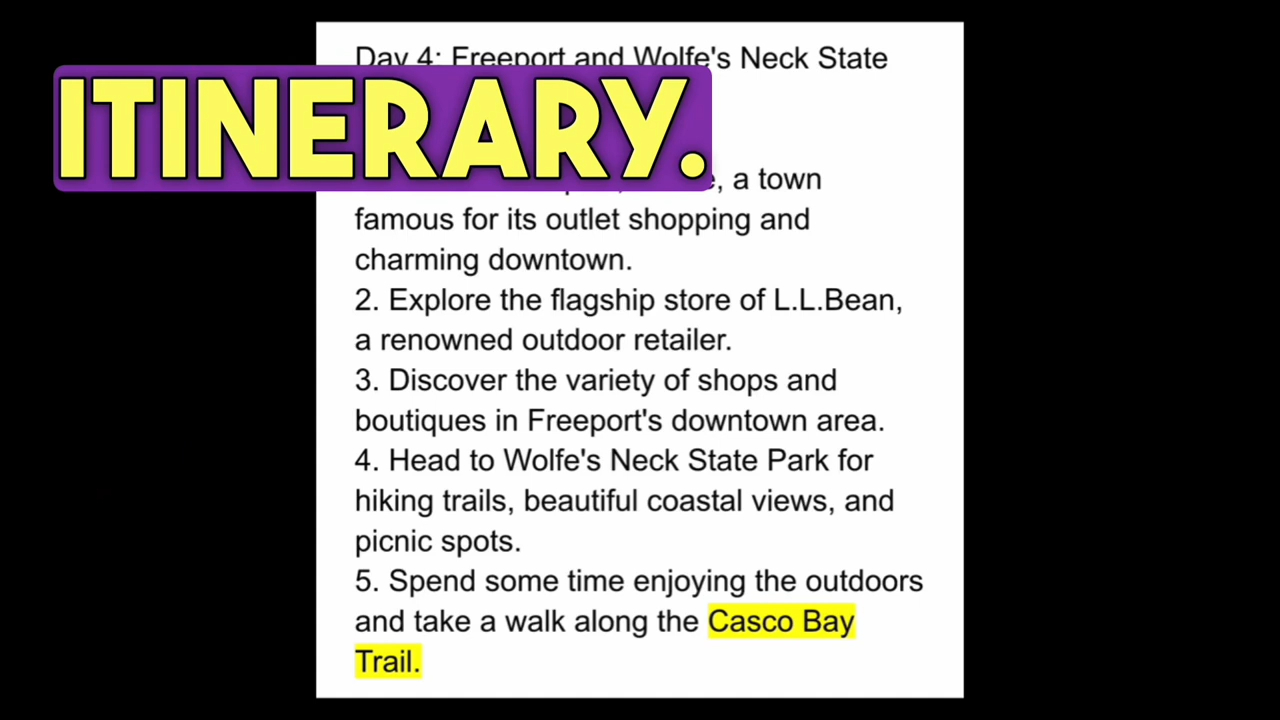 Day 4: Freeport and Wolfe's Neck State
ITINERARY.
, a town
famous for its outlet shopping and
charming downtown.
2. Explore the flagship store of L.L.Bean,
a renowned outdoor retailer.
3. Discover the variety of shops and
boutiques in Freeport's downtown area.
4. Head to Wolfe's Neck State Park for
hiking trails, beautiful coastal views, and
picnic spots.
5. Spend some time enjoying the outdoors
and take a walk along the Casco Bay
Trail.